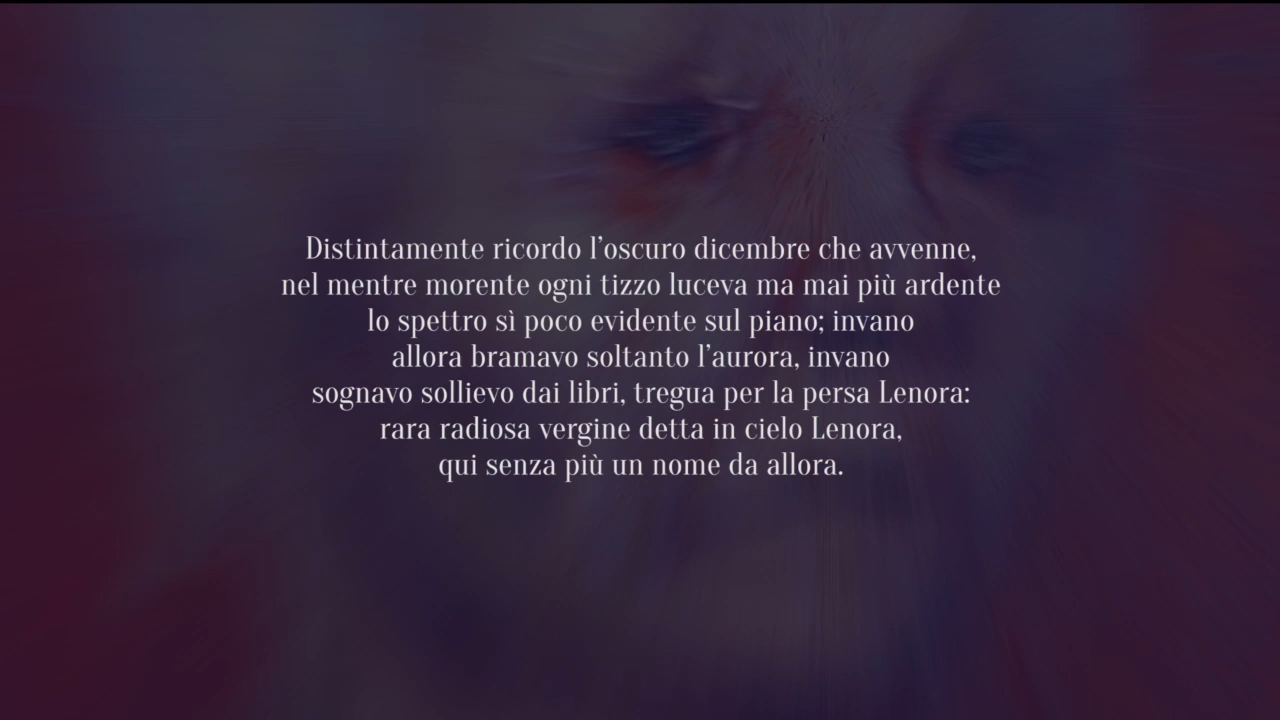 Distintamente ricordo l’oscuro dicembre che avvenne,
nel mentre morente ogni tizzo luceva ma mai più ardente
lo spettro sì poco evidente sul piano; invano
allora bramavo soltanto l’aurora, invano
sognavo sollievo dai libri, tregua per la persa Lenora:
rara radiosa vergine detta in cielo Lenora,
qui senza più un nome da allora.